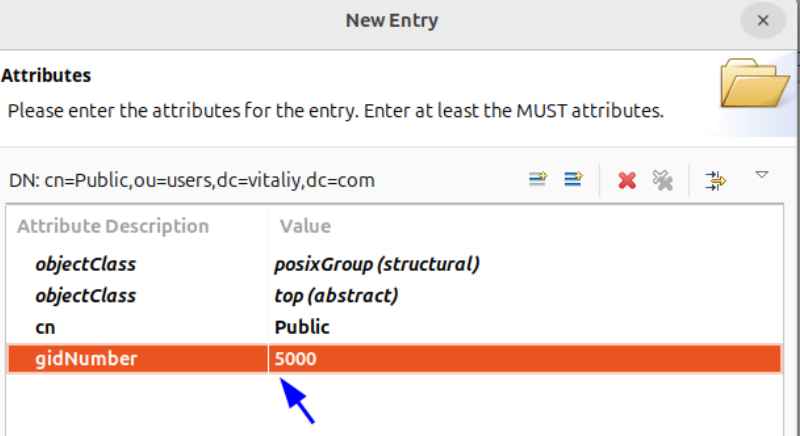 New Entry
Attributes
Please enter the attributes for the entry. Enter at least the MUST attributes.
DN: cn=Public,ou=users,dc=vitaliy,dc=com
Attribute Description Value
objectClass posixGroup (structural)
objectClass top (abstract)
cn Public
gidNumber 5000